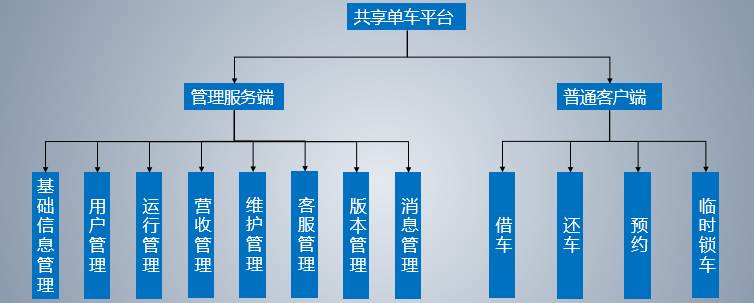 共享单车平台
管理服务端
普通客户端
基础信息管理
用户管理
运行管理
营收管理
维护管理
客服管理
版本管理
消息管理
借车
还车
预约
临时锁车